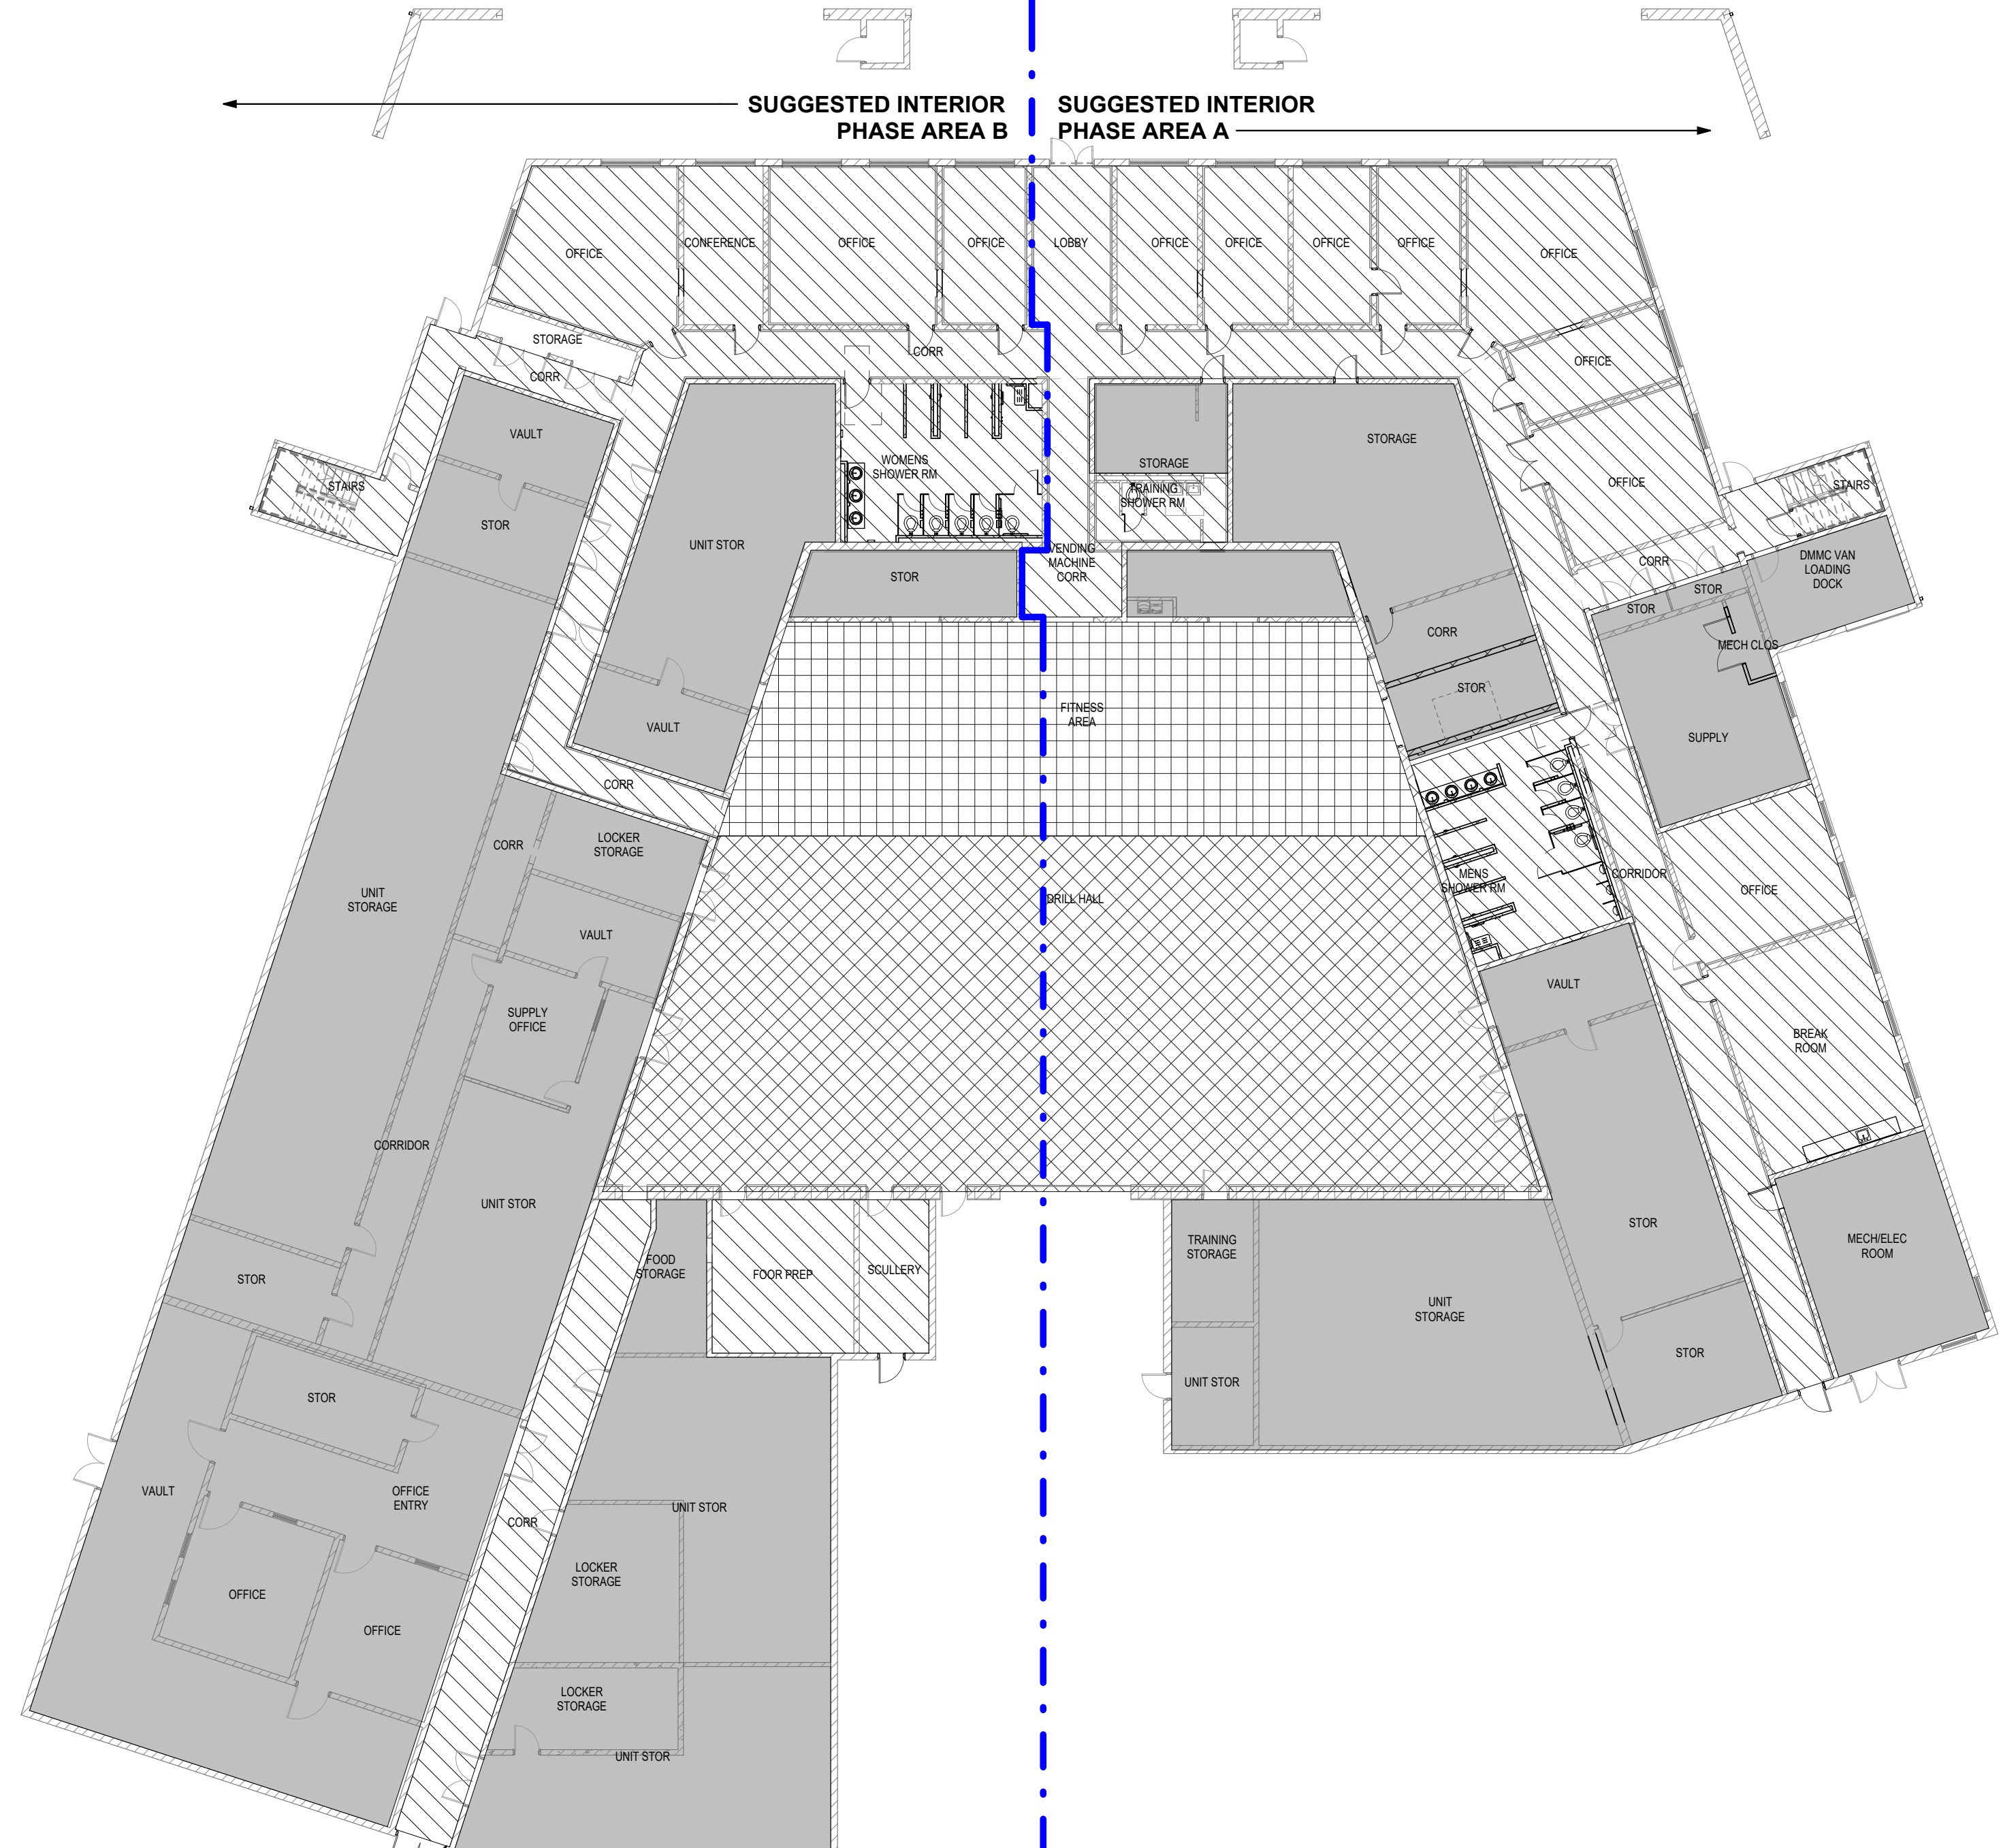 SUGGESTED INTERIOR
PHASE AREA B
SUGGESTED INTERIOR
PHASE AREA A
OFFICE
CONFERENCE
OFFICE
OFFICE
LOBBY
OFFICE
OFFICE
OFFICE
OFFICE
OFFICE
STORAGE
CORR
CORR
OFFICE
VAULT
STORAGE
STORAGE
WOMENS
SHOWER RM
TRAINING
SHOWER RM
OFFICE
STAIRS
STAIRS
STOR
UNIT STOR
VENDING
MACHINE
CORR
STOR
CORR
DMMC VAN
LOADING
DOCK
STOR
STOR
CORR
MECH CLOS
STOR
VAULT
FITNESS
AREA
SUPPLY
CORR
LOCKER
STORAGE
CORR
UNIT
STORAGE
DRILL HALL
MENS
SHOWER RM
CORRIDOR
OFFICE
VAULT
VAULT
SUPPLY
OFFICE
BREAK
ROOM
CORRIDOR
UNIT STOR
STOR
TRAINING
STORAGE
MECH/ELEC
ROOM
STOR
FOOD
STORAGE
FOOR PREP
SCULLERY
UNIT
STORAGE
STOR
UNIT STOR
STOR
VAULT
OFFICE
ENTRY
CORR
UNIT STOR
LOCKER
STORAGE
OFFICE
OFFICE
LOCKER
STORAGE
UNIT STOR